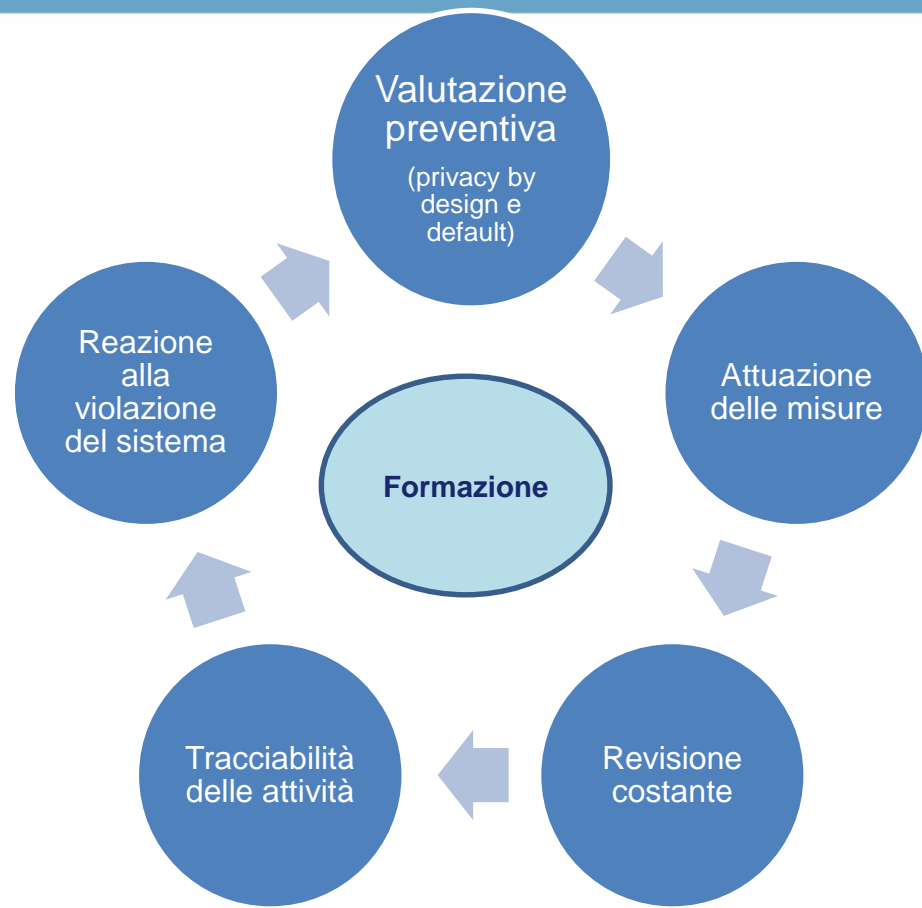 Valutazione
preventiva
(privacy by
design e
default)
Attuazione
delle misure
Revisione
costante
Tracciabilità
delle attività
Reazione
alla
violazione
del sistema
Formazione